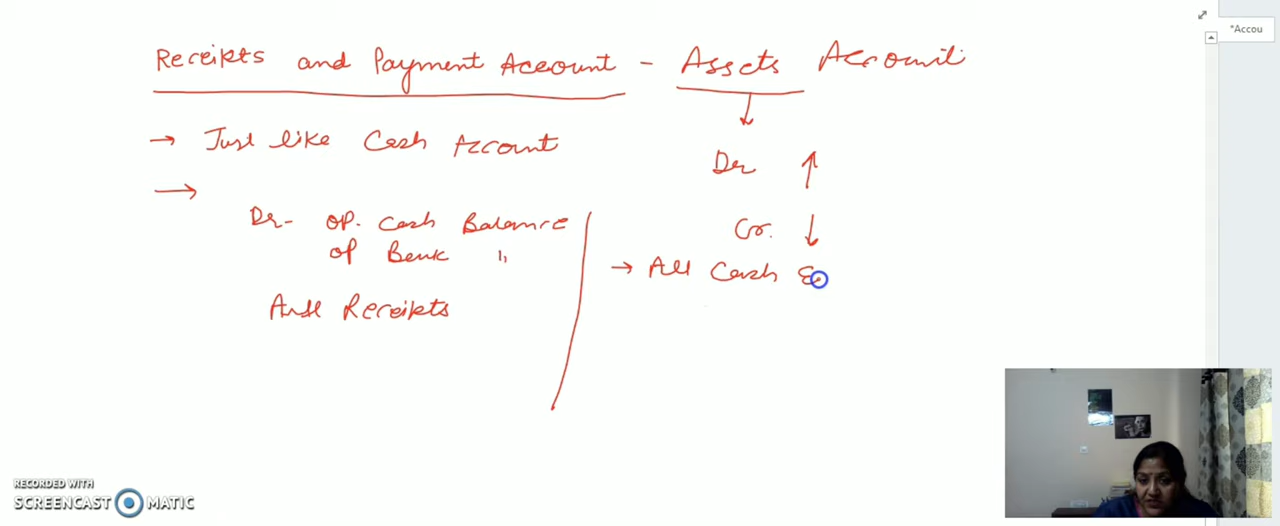 Receipts and Payment Account - Assets Account
→ Just like Cash Account
→
Dr ↑
Cr. ↓
Dr- op. Cash Balance
of Bank "
And Receipts
→ All Cash &
"Accou
RECORDED WITH
SCREENCAST MATIC